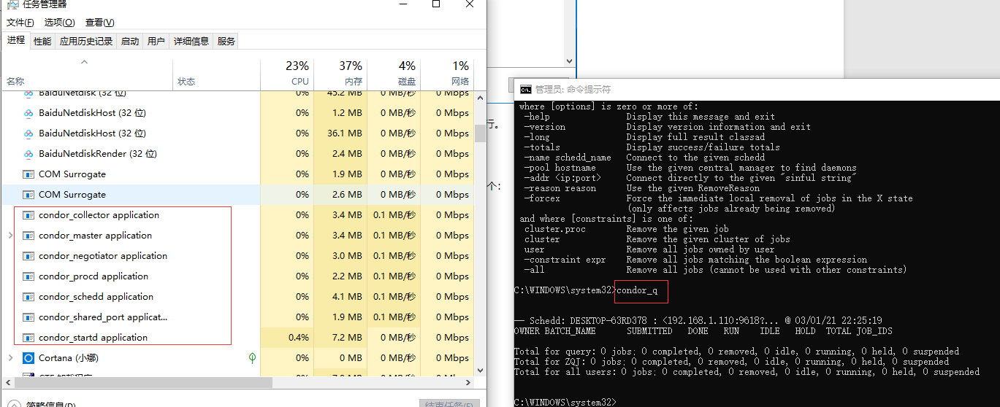 任务管理器
文件(F) 选项(O) 查看(V)
进程 性能 应用历史记录 启动 用户 详细信息 服务
23% 37% 4% 1%
名称 状态 CPU 内存 磁盘 网络
BaiduNetdisk (32 位) 0% 45.2 MB 0 MB/秒 0 Mbps
BaiduNetdiskHost (32 位) 0% 1.2 MB 0 MB/秒 0 Mbps
BaiduNetdiskHost (32 位) 0% 36.1 MB 0 MB/秒 0 Mbps
BaiduNetdiskRender (32 位) 0% 2.4 MB 0 MB/秒 0 Mbps
COM Surrogate 0% 1.9 MB 0 MB/秒 0 Mbps
COM Surrogate 0% 2.6 MB 0 MB/秒 0 Mbps
condor_collector application 0% 3.4 MB 0.1 MB/秒 0 Mbps
condor_master application 0% 3.4 MB 0.1 MB/秒 0 Mbps
condor_negotiator application 0% 3.0 MB 0.1 MB/秒 0 Mbps
condor_procd application 0% 2.2 MB 0.1 MB/秒 0 Mbps
condor_schedd application 0% 4.1 MB 0.1 MB/秒 0 Mbps
condor_shared_port applicat... 0% 1.9 MB 0.1 MB/秒 0 Mbps
condor_startd application 0.4% 7.2 MB 0 MB/秒 0 Mbps
Cortana (小娜) 0% 0 MB 0 MB/秒 0 Mbps
简略信息(D)
结束任务(E)
行。
个：
管理员: 命令提示符
where [options] is zero or more of:
-help Display this message and exit
-version Display version information and exit
-long Display full result classad
-totals Display success/failure totals
-name schedd_name Connect to the given schedd
-pool hostname Use the given central manager to find daemons
-addr <ip:port> Connect directly to the given "sinful string"
-reason reason Use the given RemoveReason
-forcex Force the immediate local removal of jobs in the X state
(only affects jobs already being removed)
and where [constraints] is one of:
cluster.proc Remove the given job
cluster Remove the given cluster of jobs
user Remove all jobs owned by user
-constraint expr Remove all jobs matching the boolean expression
-all Remove all jobs (cannot be used with other constraints)
C:\WINDOWS\system32>condor_q
-- Schedd: DESKTOP-63RD378 : <192.168.1.110:9618?... @ 03/01/21 22:25:19
OWNER BATCH_NAME SUBMITTED DONE RUN IDLE HOLD TOTAL JOB_IDS
Total for query: 0 jobs; 0 completed, 0 removed, 0 idle, 0 running, 0 held, 0 suspended
Total for ZQJ: 0 jobs; 0 completed, 0 removed, 0 idle, 0 running, 0 held, 0 suspended
Total for all users: 0 jobs; 0 completed, 0 removed, 0 idle, 0 running, 0 held, 0 suspended
C:\WINDOWS\system32>